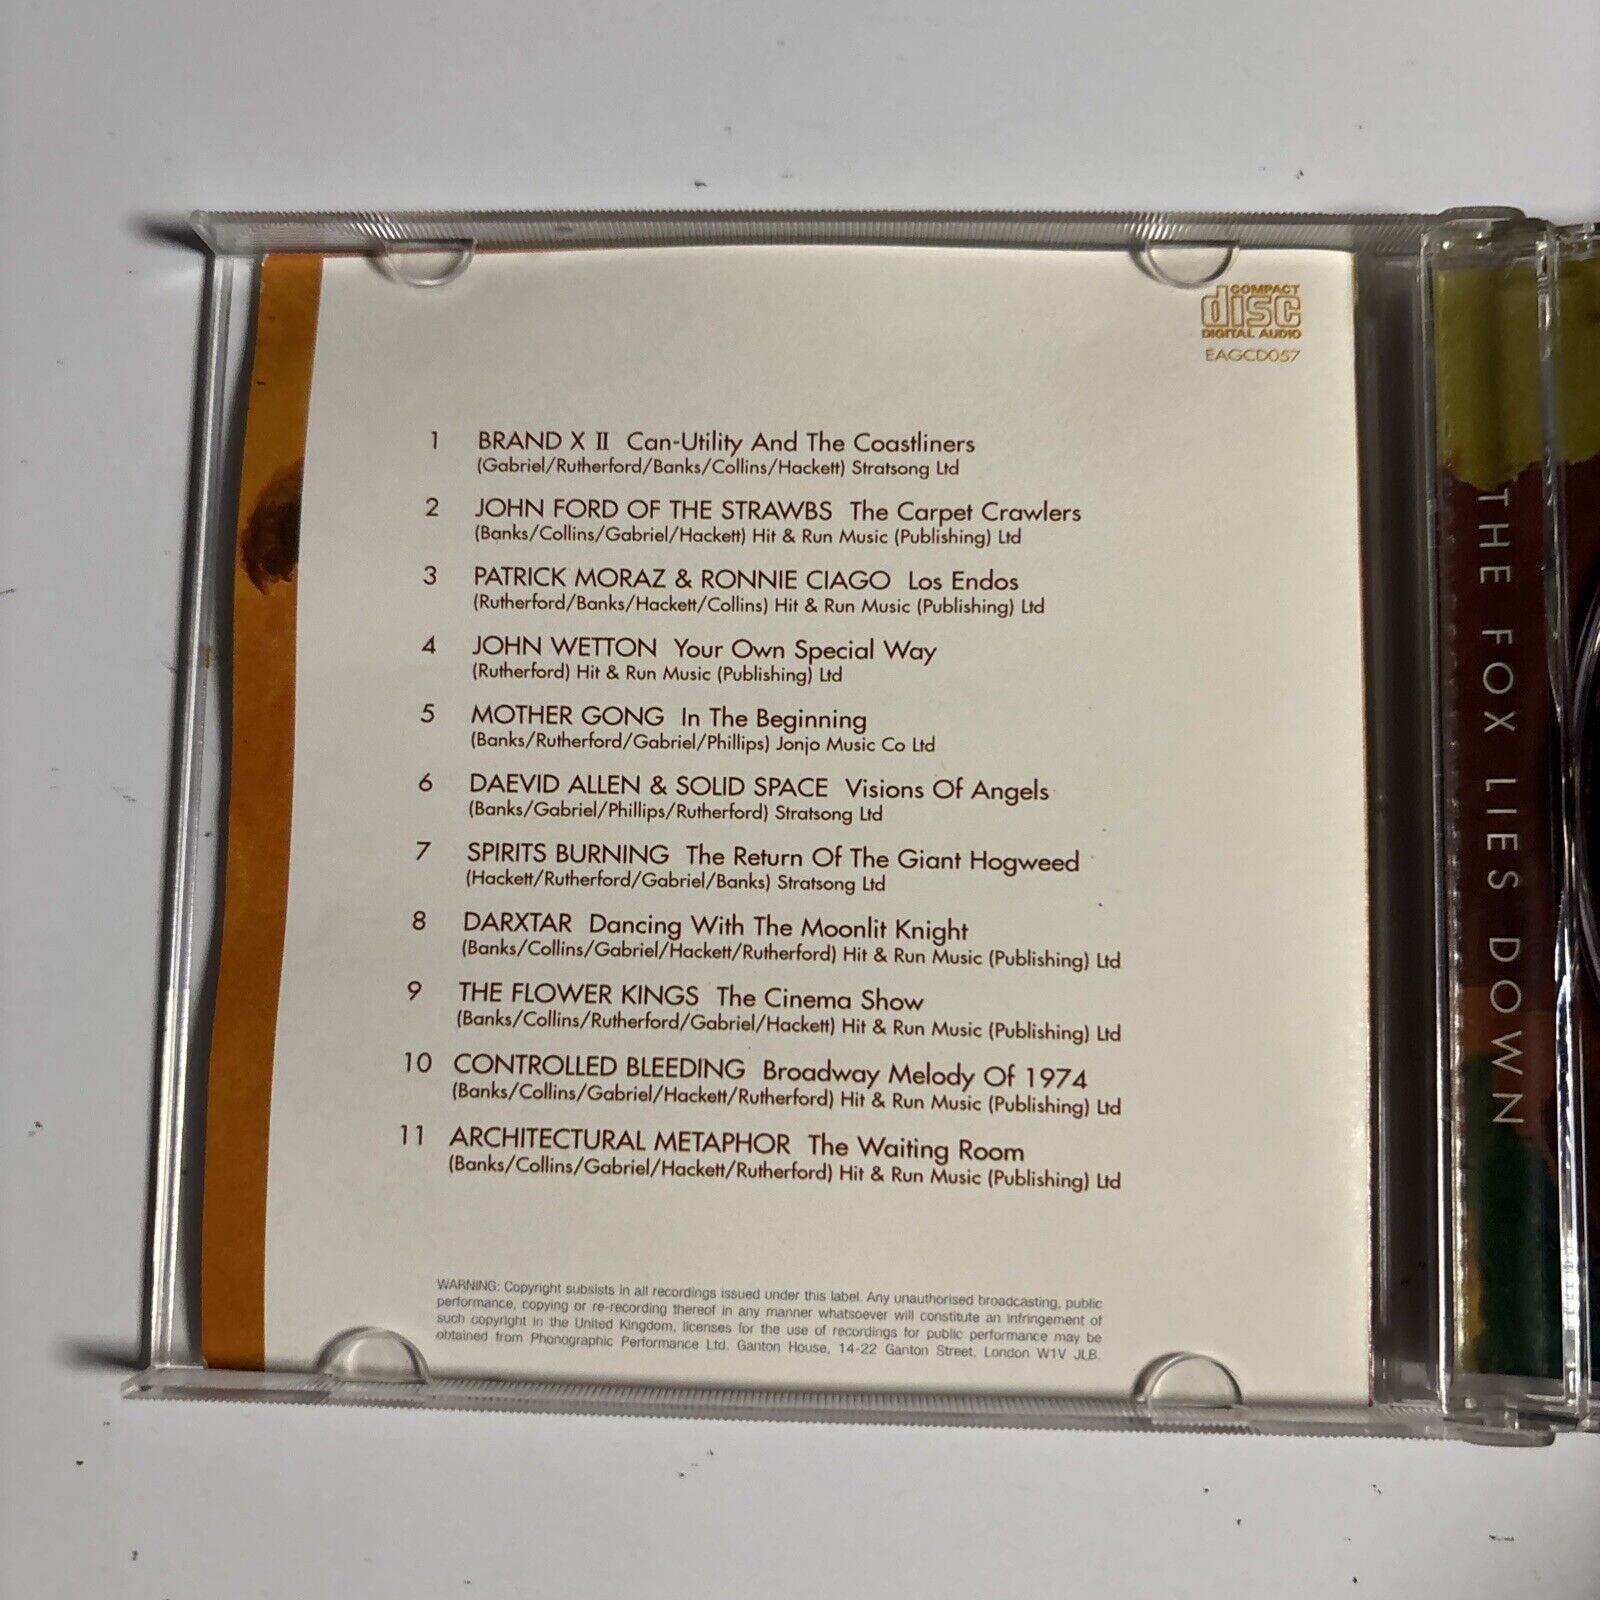 COMPACT
disc
DIGITAL AUDIO
EAGCD057
1 BRAND X II Can-Utility And The Coastliners
(Gabriel/Rutherford/Banks/Collins/Hackett) Stratsong Ltd
2 JOHN FORD OF THE STRAWBS The Carpet Crawlers
(Banks/Collins/Gabriel/Hackett) Hit & Run Music (Publishing) Ltd
3 PATRICK MORAZ & RONNIE CIAGO Los Endos
(Rutherford/Banks/Hackett/Collins) Hit & Run Music (Publishing) Ltd
4 JOHN WETTON Your Own Special Way
(Rutherford) Hit & Run Music (Publishing) Ltd
5 MOTHER GONG In The Beginning
(Banks/Rutherford/Gabriel/Phillips) Jonjo Music Co Ltd
6 DAEVID ALLEN & SOLID SPACE Visions Of Angels
(Banks/Gabriel/Phillips/Rutherford) Stratsong Ltd
7 SPIRITS BURNING The Return Of The Giant Hogweed
(Hackett/Rutherford/Gabriel/Banks) Stratsong Ltd
8 DARXTAR Dancing With The Moonlit Knight
(Banks/Collins/Gabriel/Hackett/Rutherford) Hit & Run Music (Publishing) Ltd
9 THE FLOWER KINGS The Cinema Show
(Banks/Collins/Rutherford/Gabriel/Hackett) Hit & Run Music (Publishing) Ltd
10 CONTROLLED BLEEDING Broadway Melody Of 1974
(Banks/Collins/Gabriel/Hackett/Rutherford) Hit & Run Music (Publishing) Ltd
11 ARCHITECTURAL METAPHOR The Waiting Room
(Banks/Collins/Gabriel/Hackett/Rutherford) Hit & Run Music (Publishing) Ltd
WARNING: Copyright subsists in all recordings issued under this label. Any unauthorised broadcasting, public
performance, copying or re-recording thereof in any manner whatsoever will constitute an infringement of
such copyright in the United Kingdom, licenses for the use of recordings for public performance may be
obtained from Phonographic Performance Ltd. Ganton House, 14-22 Ganton Street, London W1V JLB.
THE FOX LIES DOWN